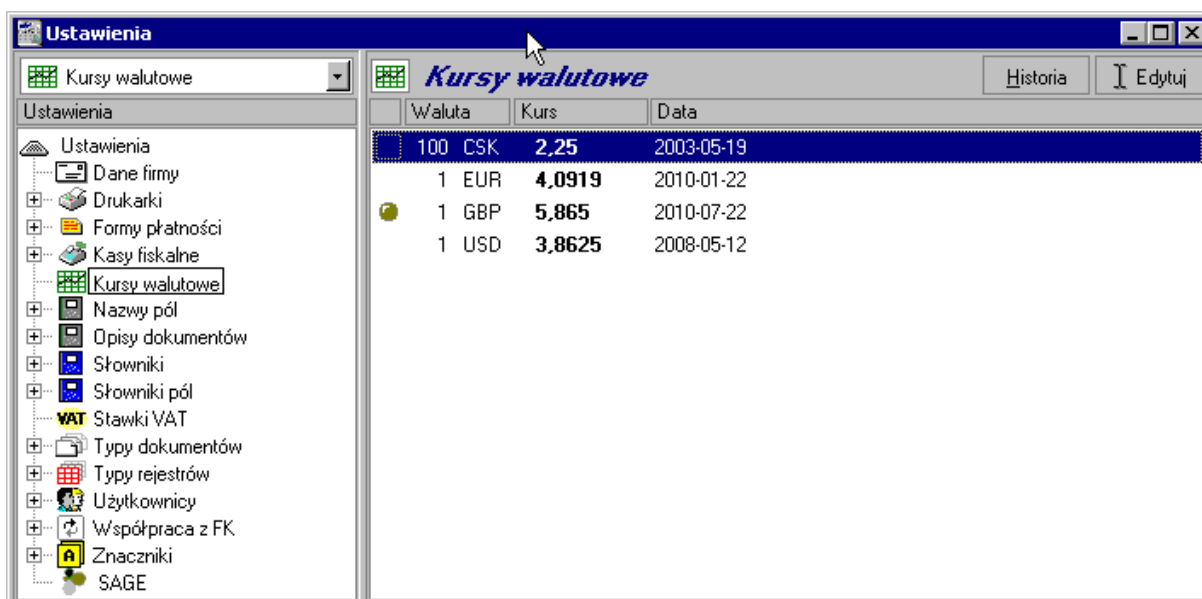 Ustawienia
Kursy walutowe
Kursy walutowe
Historia
Edytuj
Ustawienia
Waluta Kurs Data
Ustawienia
Dane firmy
Drukarki
Formy płatności
Kasy fiskalne
Kursy walutowe
Nazwy pól
Opisy dokumentów
Słowniki
Słowniki pól
VAT Stawki VAT
Typy dokumentów
Typy rejestrów
Użytkownicy
Współpraca z FK
A Znaczniki
SAGE
100 CSK 2,25 2003-05-19
1 EUR 4,0919 2010-01-22
1 GBP 5,865 2010-07-22
1 USD 3,8625 2008-05-12